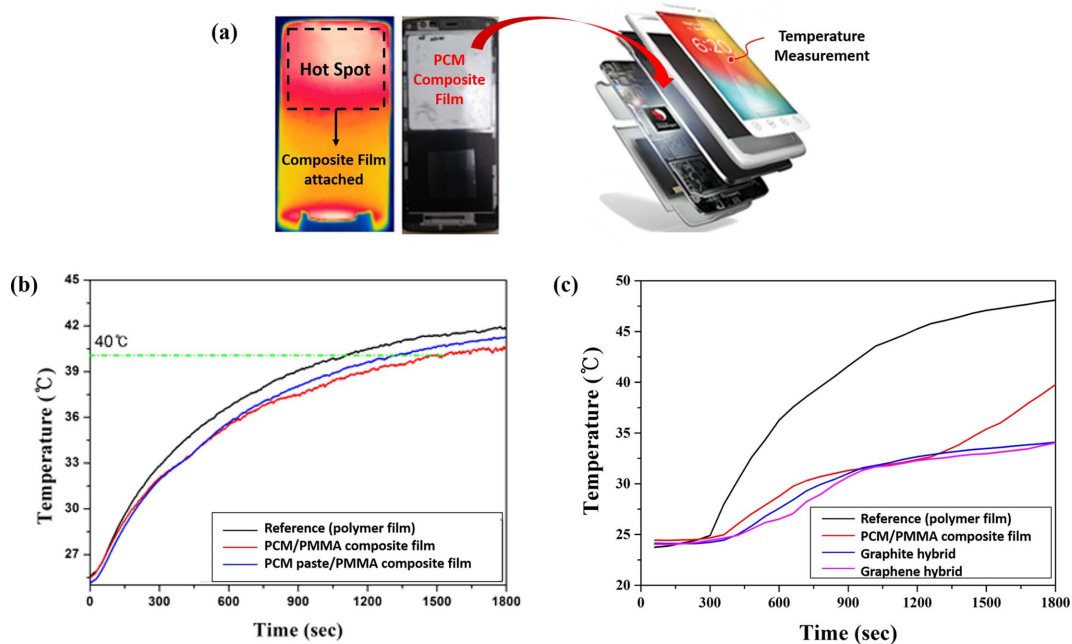 (a)
Hot Spot
Composite Film
attached
PCM
Composite
Film
6:20
Temperature
Measurement
(b)
45
42
39
36
33
30
27
40℃
Temperature (℃)
Reference (polymer film)
PCM/PMMA composite film
PCM paste/PMMA composite film
0
300
600
900
1200
1500
1800
Time (sec)
(c)
50
45
40
35
30
25
20
Temperature (℃)
Reference (polymer film)
PCM/PMMA composite film
Graphite hybrid
Graphene hybrid
0
300
600
900
1200
1500
1800
Time (sec)